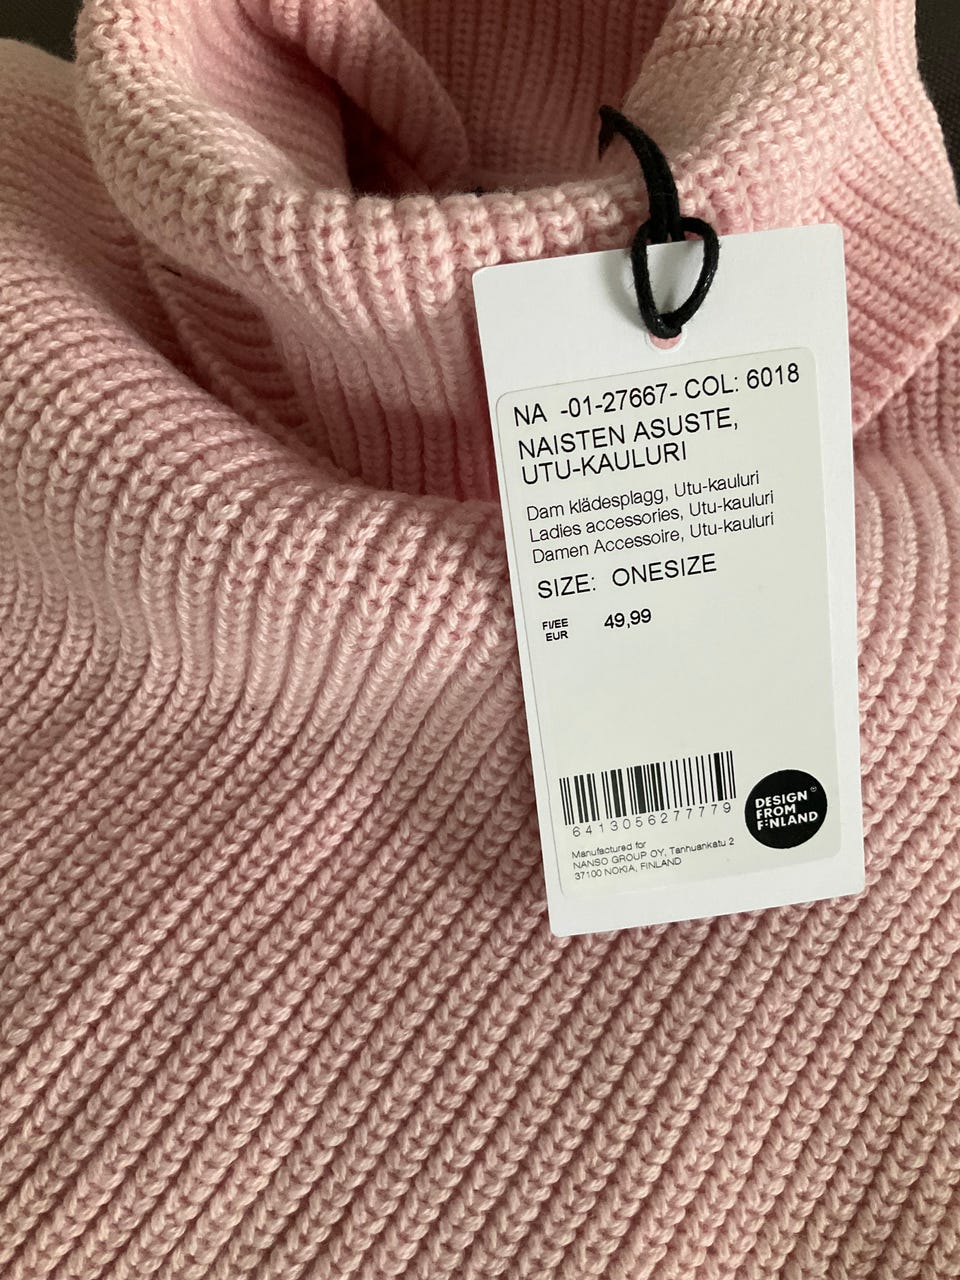 NA -01-27667- COL: 6018
NAISTEN ASUSTE,
UTU-KAULURI
Dam klädesplagg, Utu-kauluri
Ladies accessories, Utu-kauluri
Damen Accessoire, Utu-kauluri
SIZE: ONESIZE
FI/EE 49,99
EUR
6413056277779
DESIGN
FROM
FINLAND
Manufactured for
NANSO GROUP OY, Tanhuankatu 2
37100 NOKIA, FINLAND